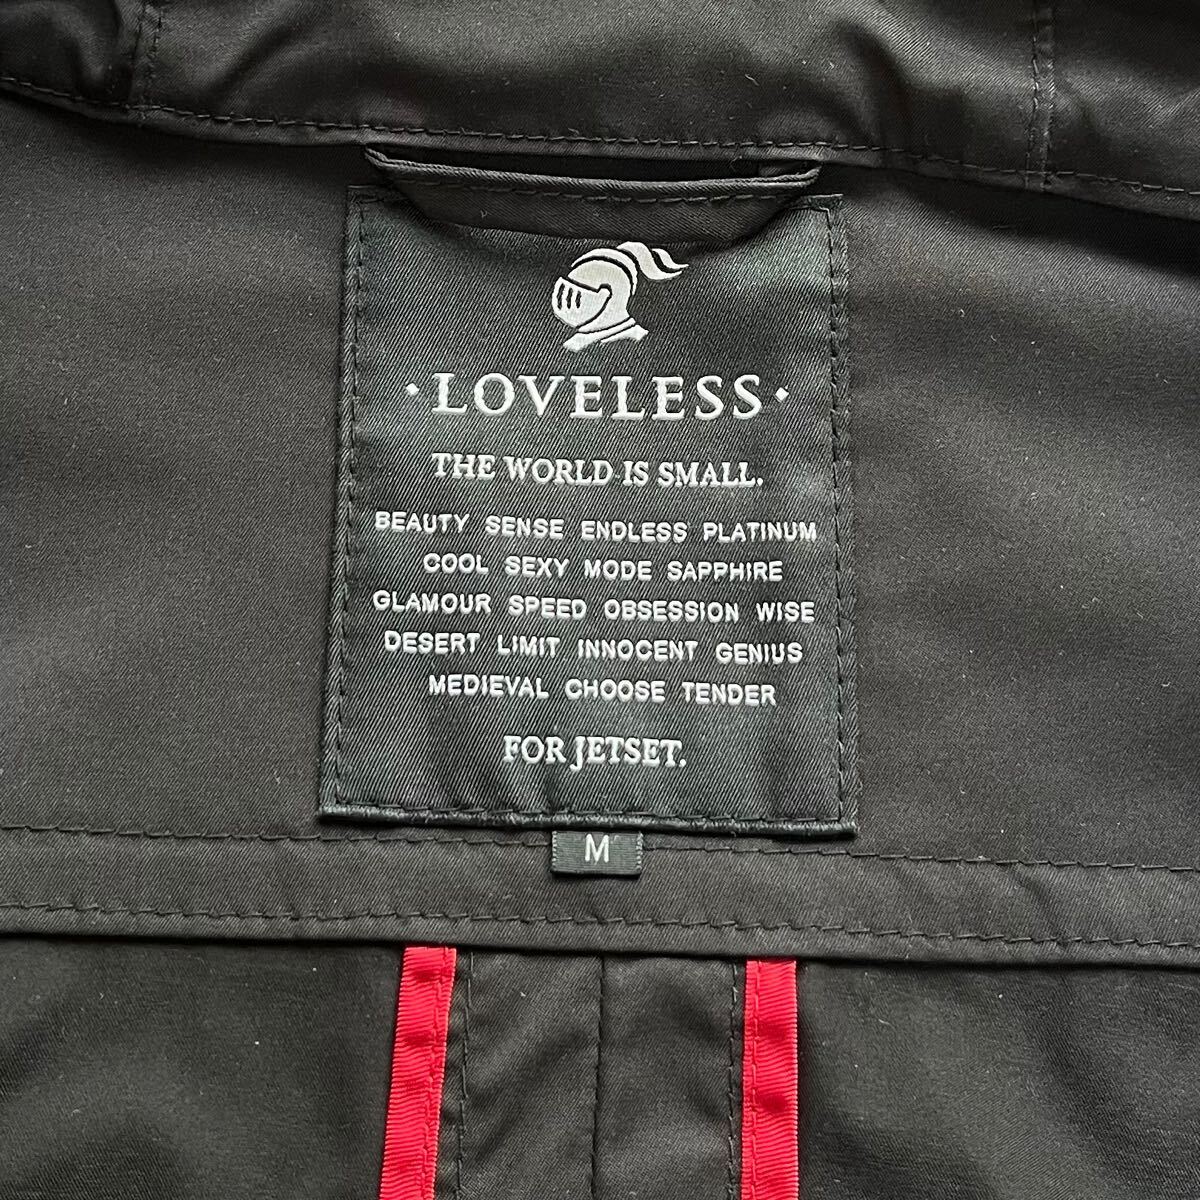 · LOVELESS ·
THE WORLD IS SMALL.
BEAUTY SENSE ENDLESS PLATINUM
COOL SEXY MODE SAPPHIRE
GLAMOUR SPEED OBSESSION WISE
DESERT LIMIT INNOCENT GENIUS
MEDIEVAL CHOOSE TENDER
FOR JETSET.
M